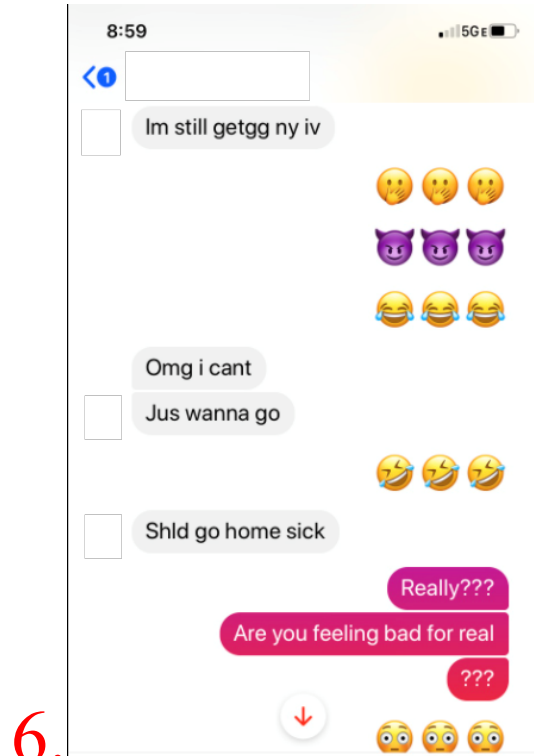 8:59
5GE
1
Im still getgg ny iv
🫢🫢🫢
😈😈😈
😂😂😂
Omg i cant
Jus wanna go
🤣🤣🤣
Shld go home sick
Really???
Are you feeling bad for real
???
😳😳😳
6.